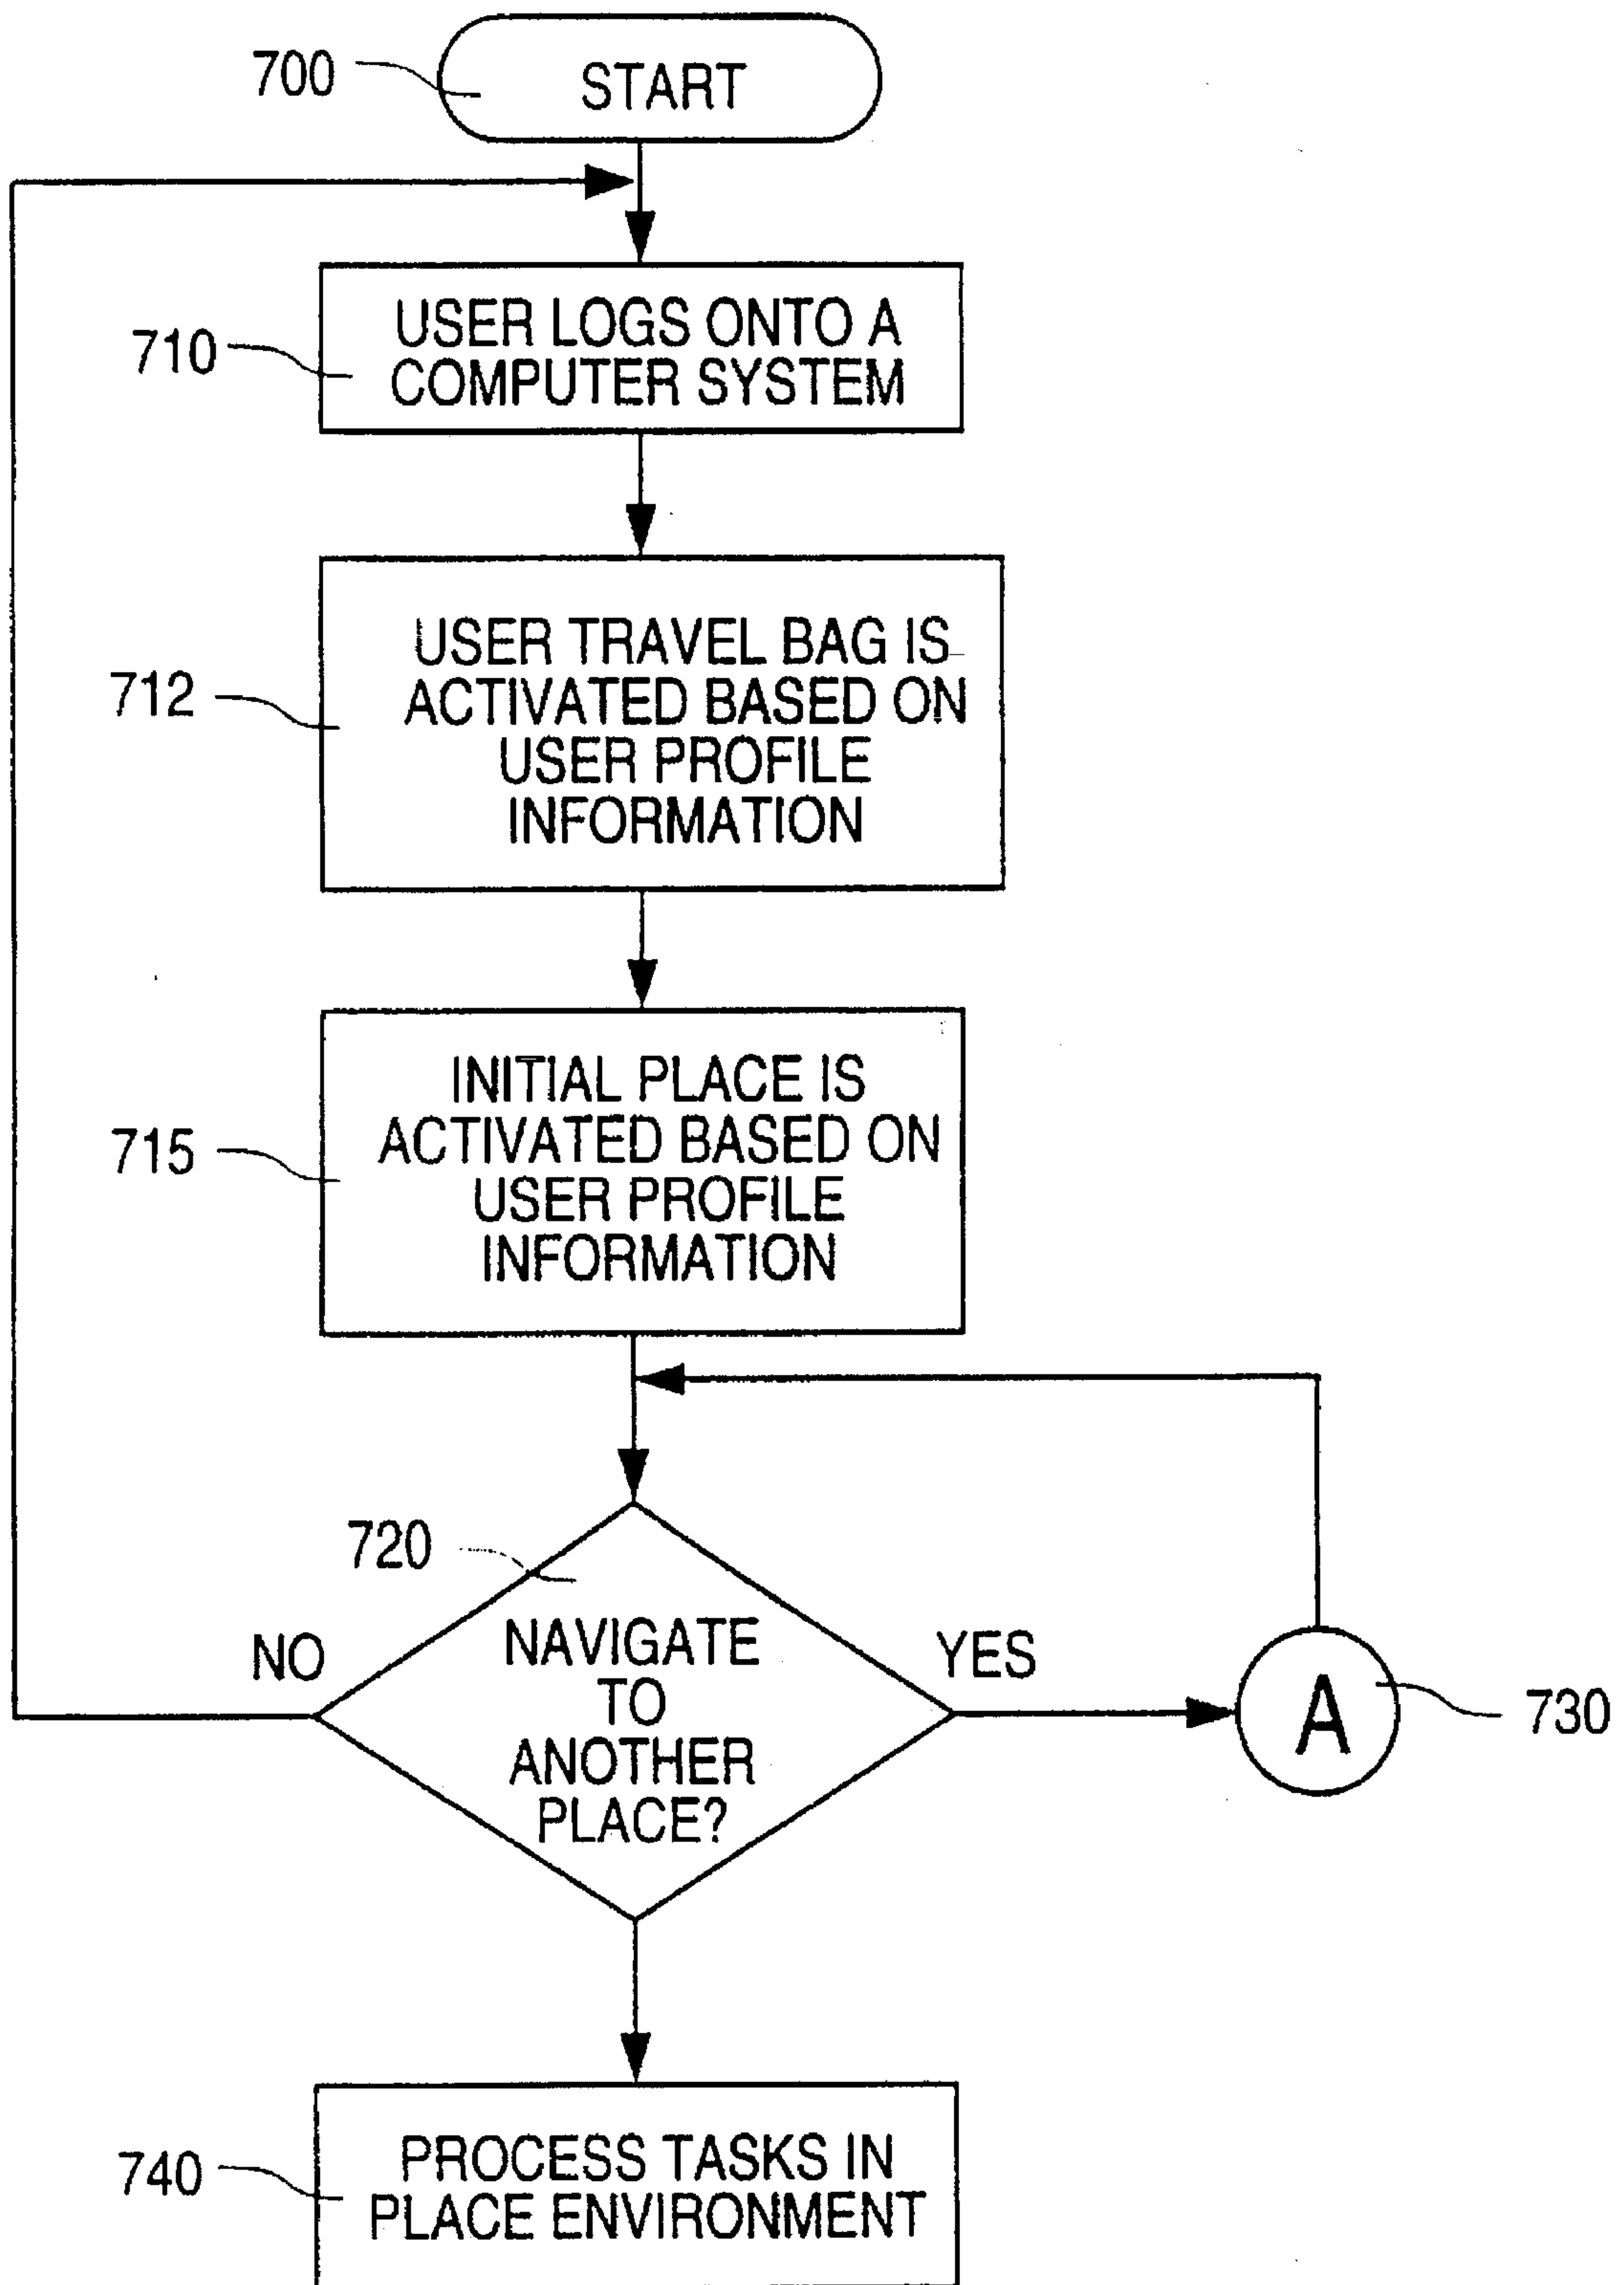 700
START
710
USER LOGS ONTO A
COMPUTER SYSTEM
712
USER TRAVEL BAG IS
ACTIVATED BASED ON
USER PROFILE
INFORMATION
715
INITIAL PLACE IS
ACTIVATED BASED ON
USER PROFILE
INFORMATION
720
NO
NAVIGATE
TO
ANOTHER
PLACE?
YES
A
730
740
PROCESS TASKS IN
PLACE ENVIRONMENT